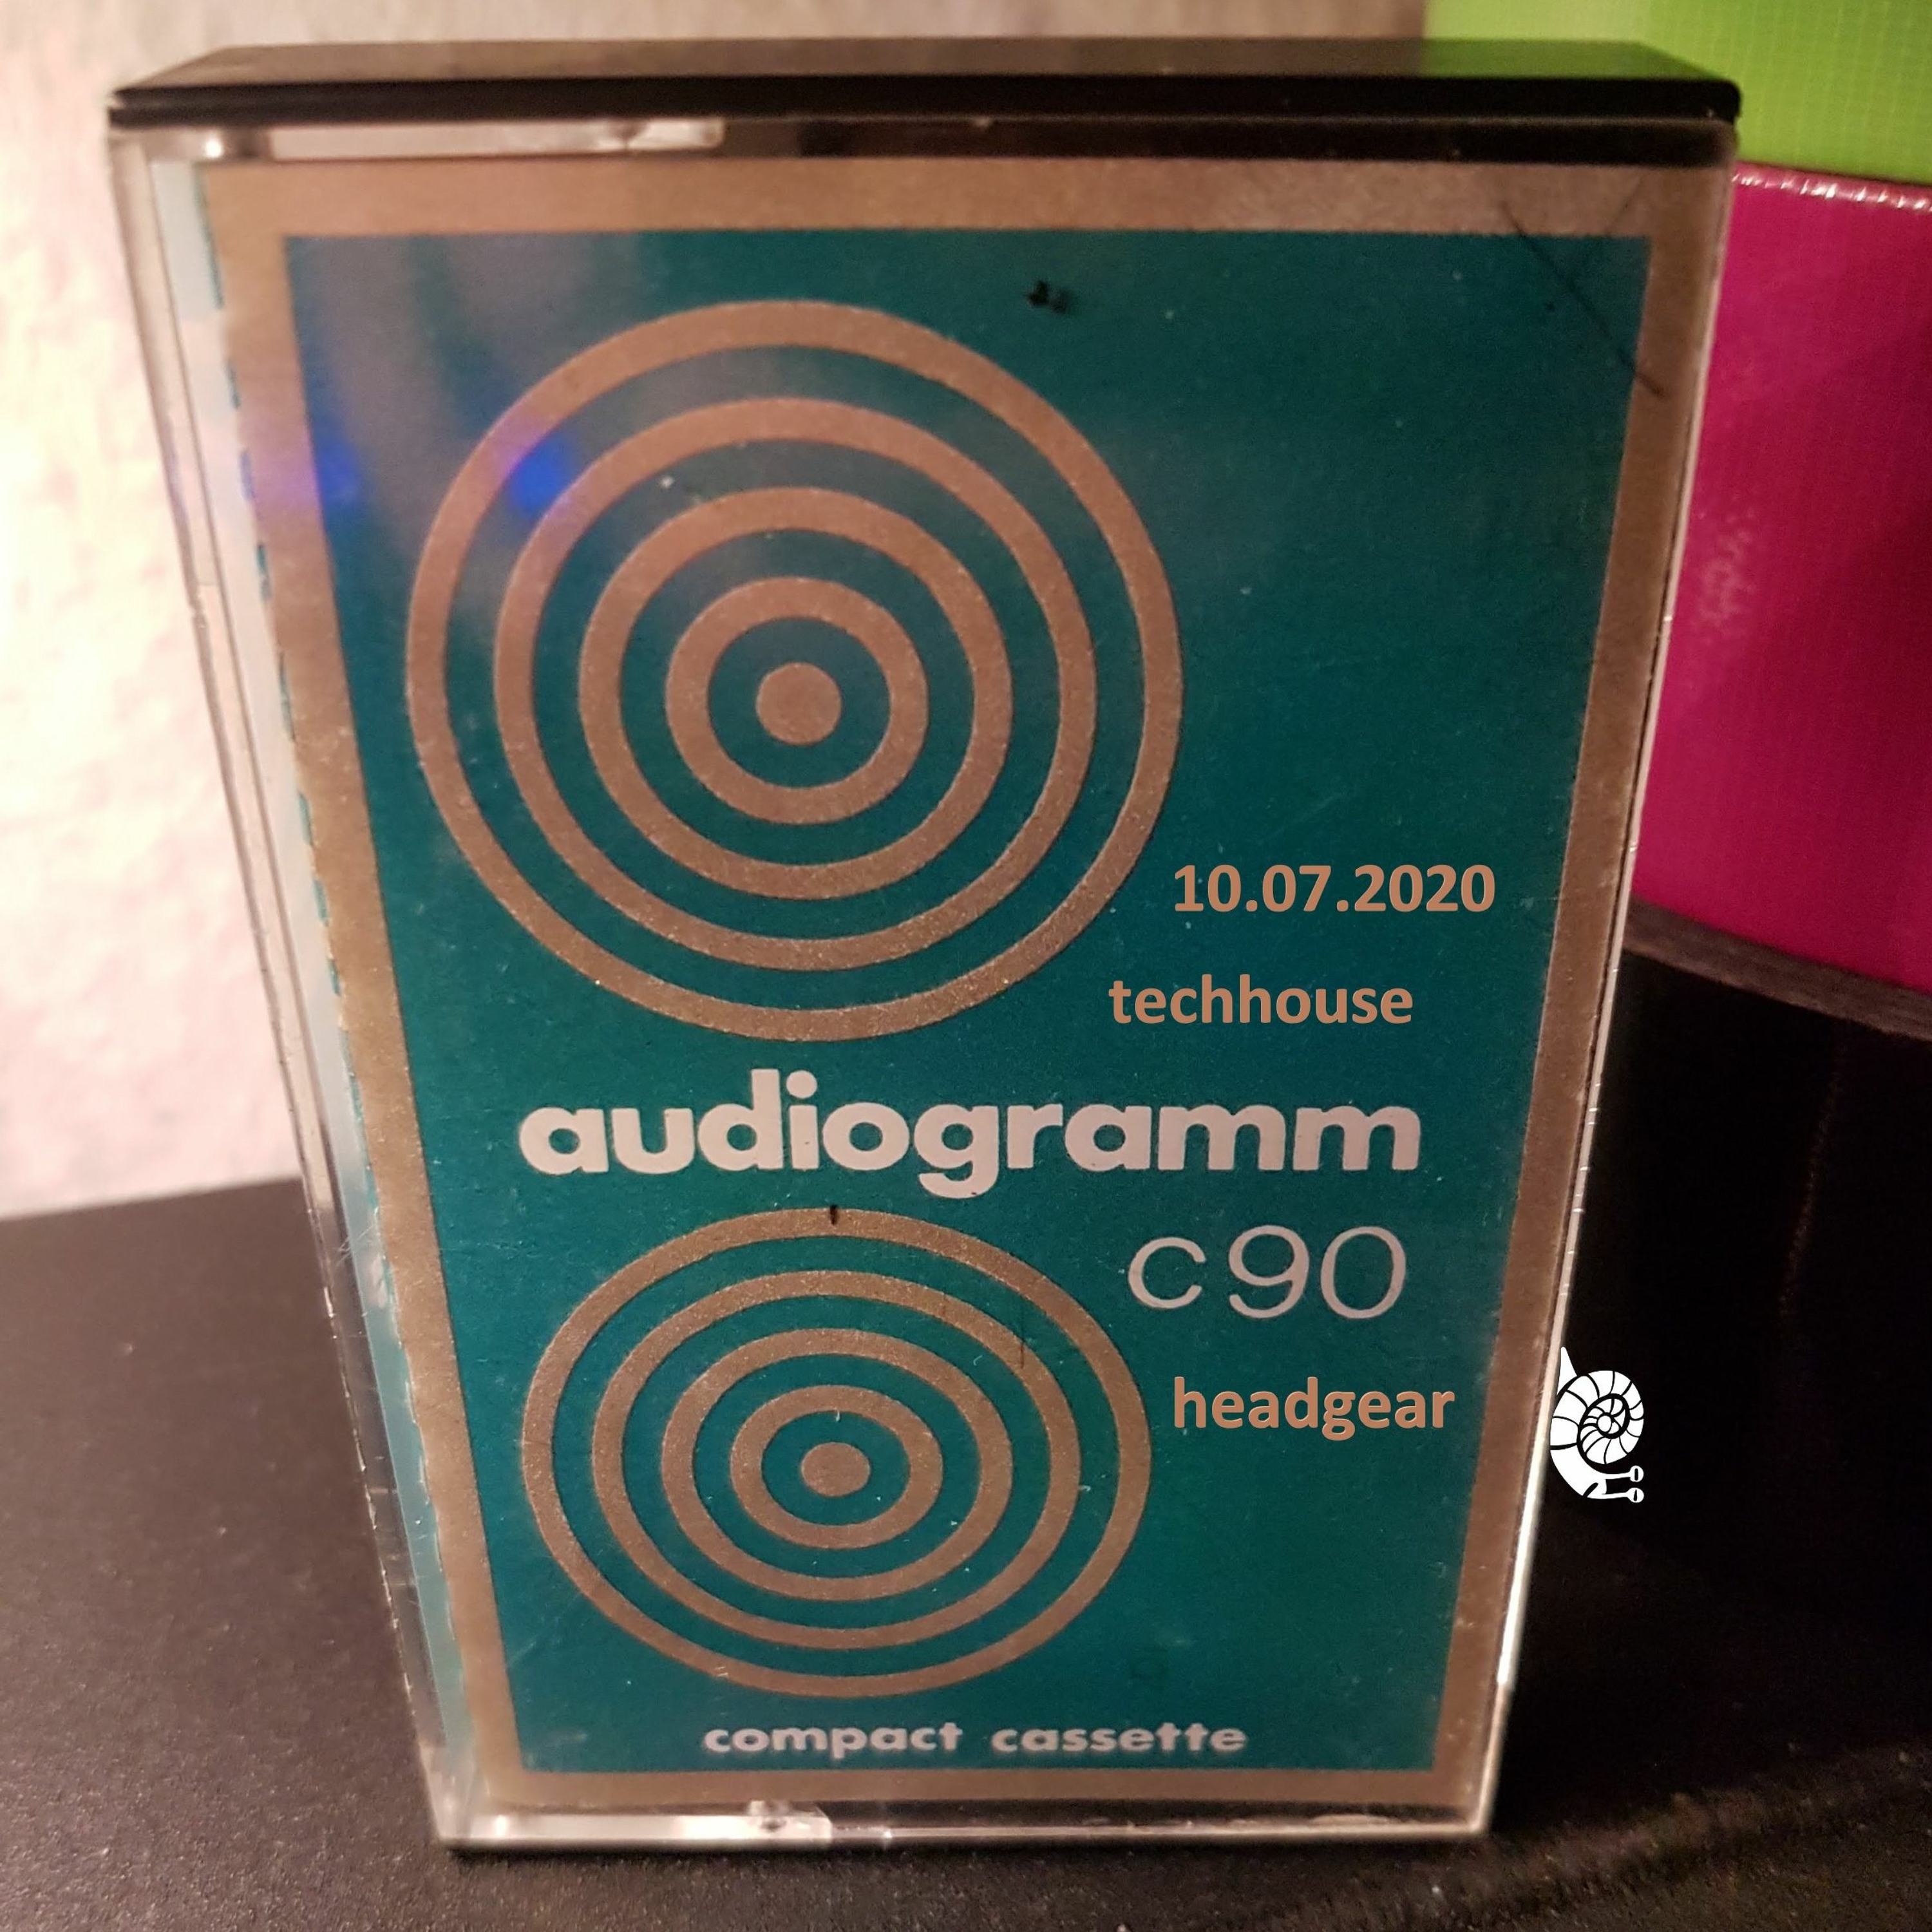 10.07.2020
techhouse
audiogramm
c90
headgear
compact cassette